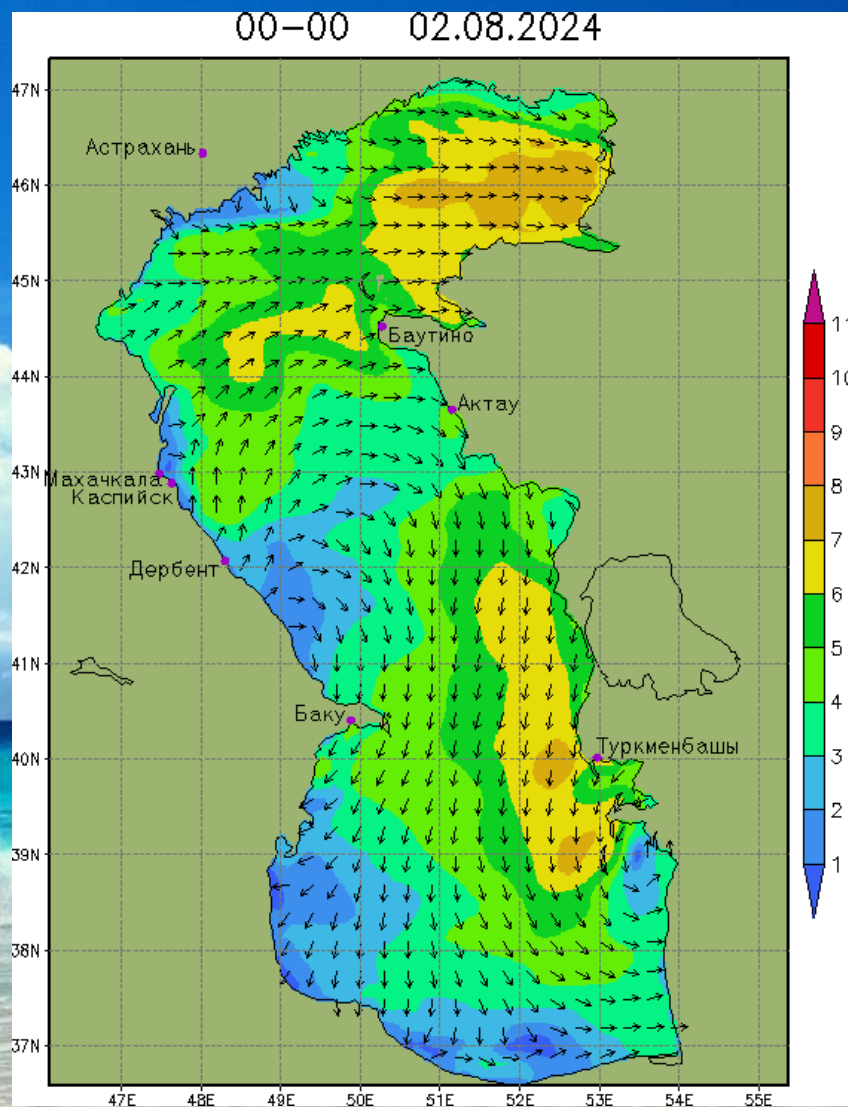 00-00 02.08.2024
47N
Астрахань
46N
45N
Баутино
44N
Актау
43N
Махачкала
Каспийск
42N
Дербент
41N
Баку
Туркменбашы
40N
39N
38N
37N
47E 48E 49E 50E 51E 52E 53E 54E 55E
11
10
9
8
7
6
5
4
3
2
1